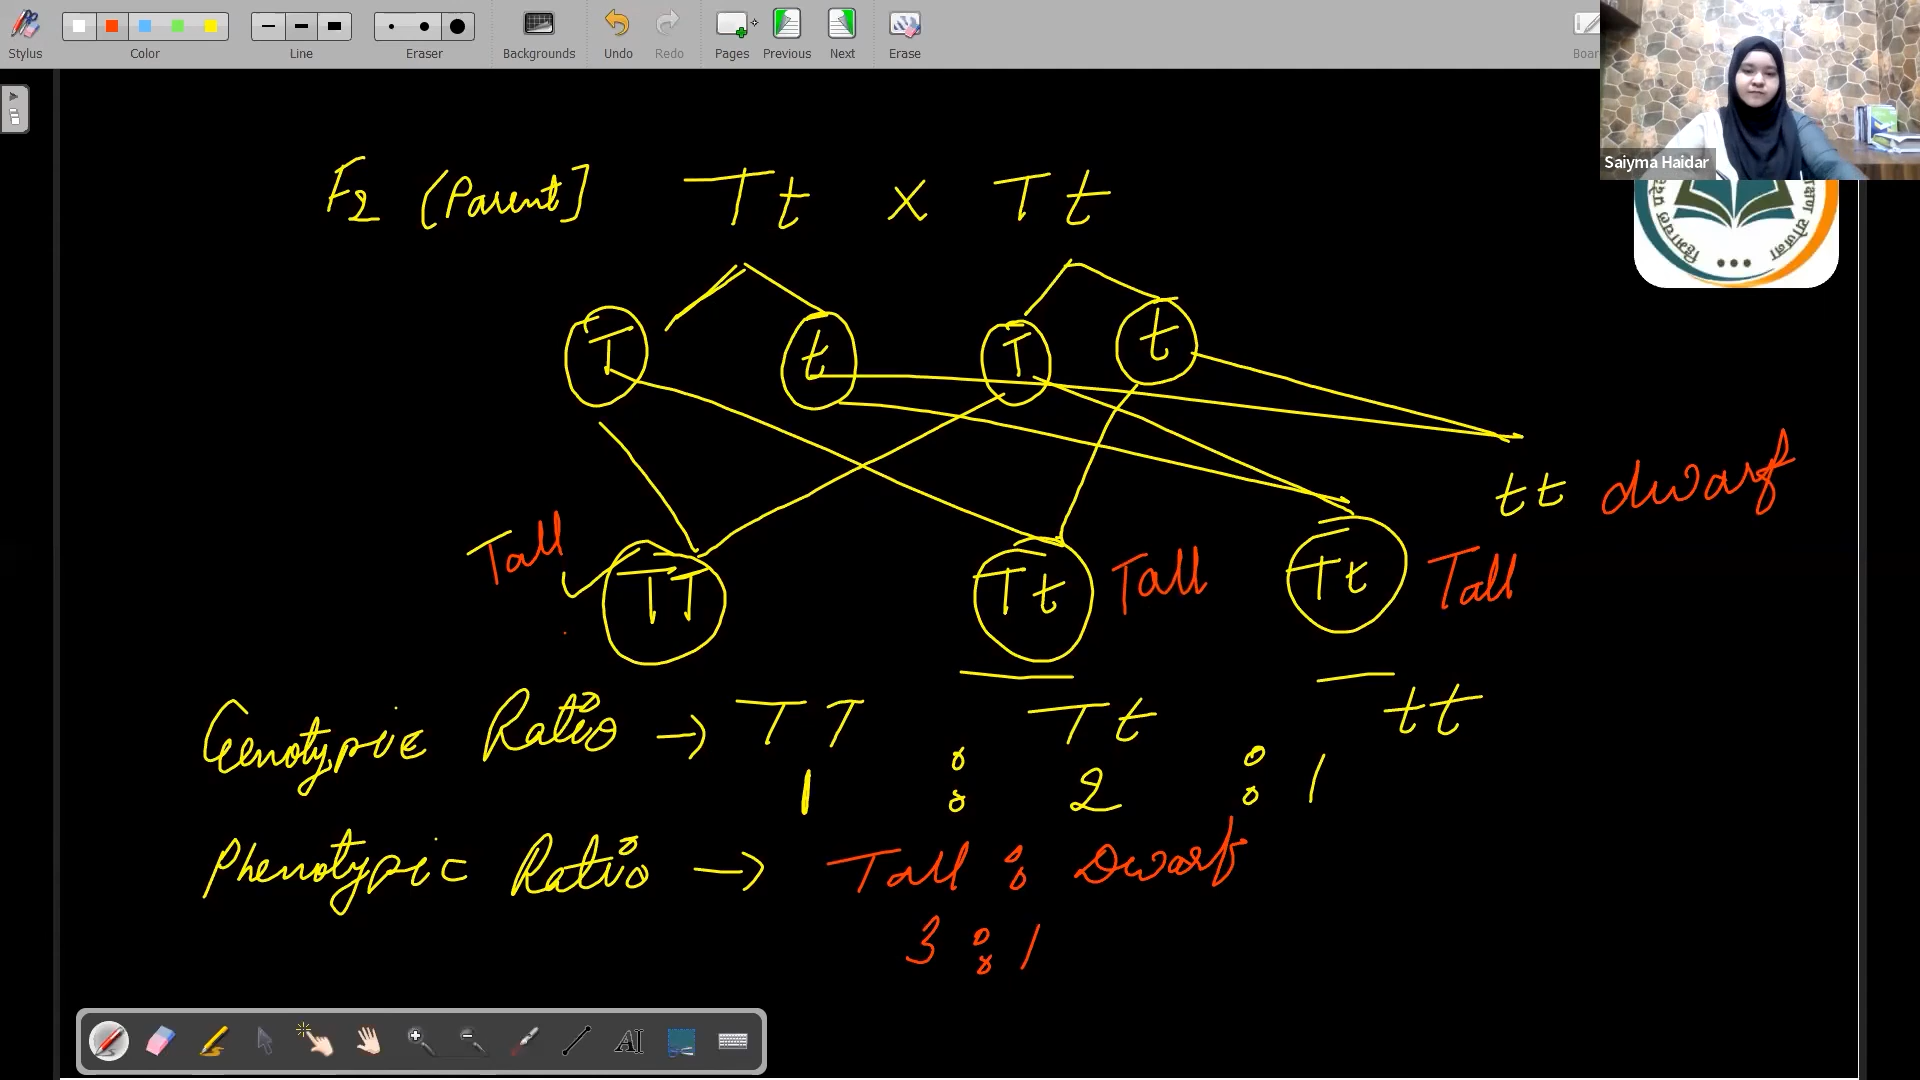 Stylus Color Line Eraser Backgrounds Undo Redo Pages Previous Next Erase Boar
Saiyma Haidar
F2 (Parent] Tt x Tt
T t T t
tt dwarf
Tall TT Tt Tall Tt Tall
Genotypic Ratio → TT Tt tt
1 : 2 : 1
Phenotypic Ratio → Tall : Dwarf
3 : 1
AI